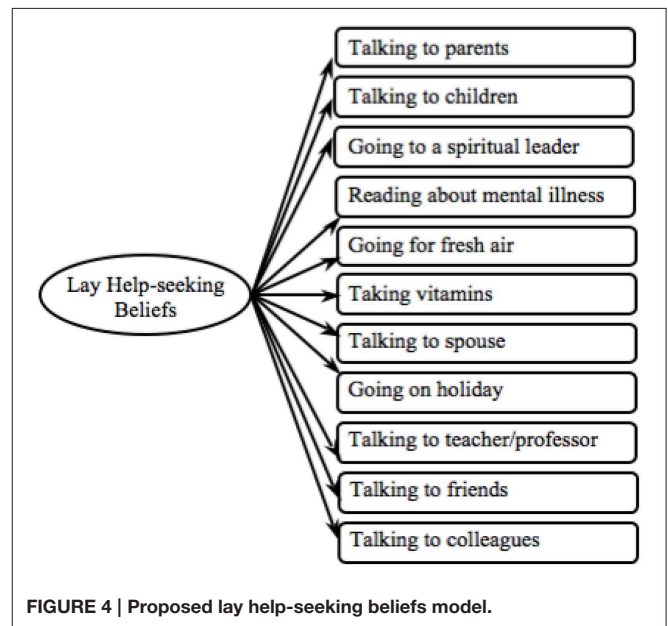 Talking to parents
Talking to children
Going to a spiritual leader
Reading about mental illness
Going for fresh air
Lay Help-seeking
Beliefs
Taking vitamins
Talking to spouse
Going on holiday
Talking to teacher/professor
Talking to friends
Talking to colleagues
FIGURE 4 | Proposed lay help-seeking beliefs model.